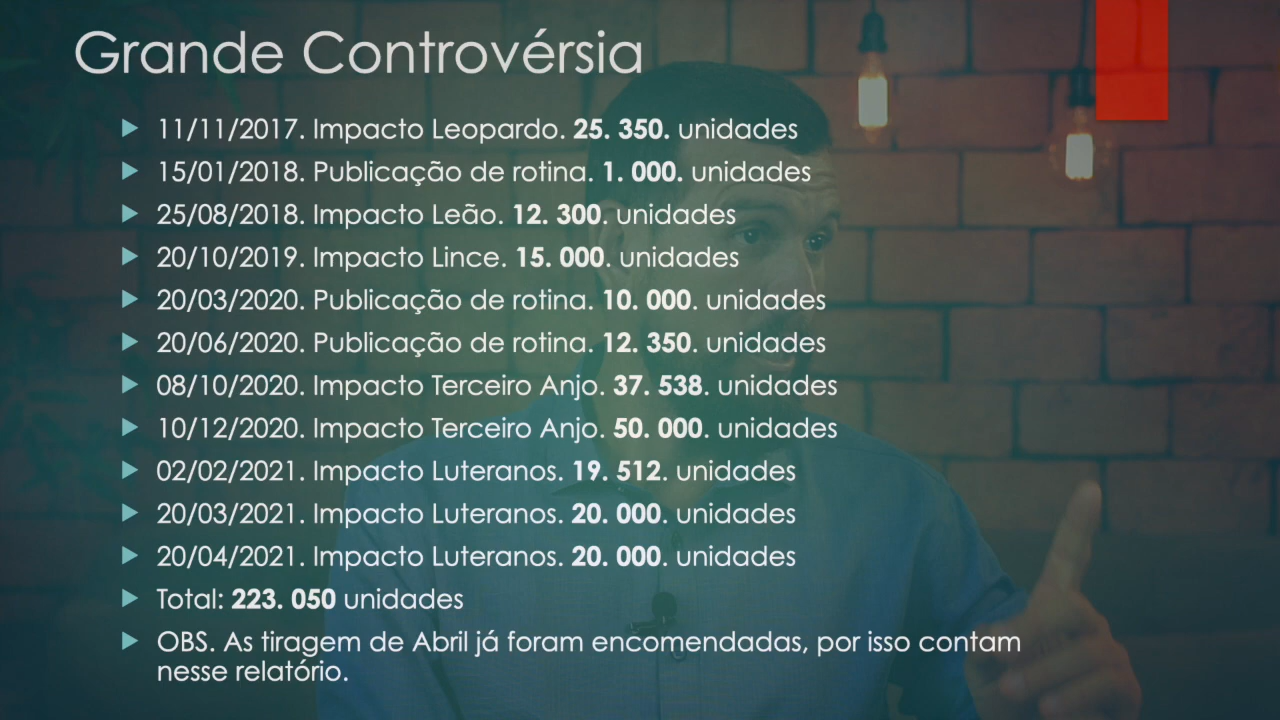 Grande Controvérsia
11/11/2017. Impacto Leopardo. 25. 350. unidades
15/01/2018. Publicação de rotina. 1. 000. unidades
25/08/2018. Impacto Leão. 12. 300. unidades
20/10/2019. Impacto Lince. 15. 000. unidades
20/03/2020. Publicação de rotina. 10. 000. unidades
20/06/2020. Publicação de rotina. 12. 350. unidades
08/10/2020. Impacto Terceiro Anjo. 37. 538. unidades
10/12/2020. Impacto Terceiro Anjo. 50. 000. unidades
02/02/2021. Impacto Luteranos. 19. 512. unidades
20/03/2021. Impacto Luteranos. 20. 000. unidades
20/04/2021. Impacto Luteranos. 20. 000. unidades
Total: 223. 050 unidades
OBS. As tiragem de Abril já foram encomendadas, por isso contam
nesse relatório.